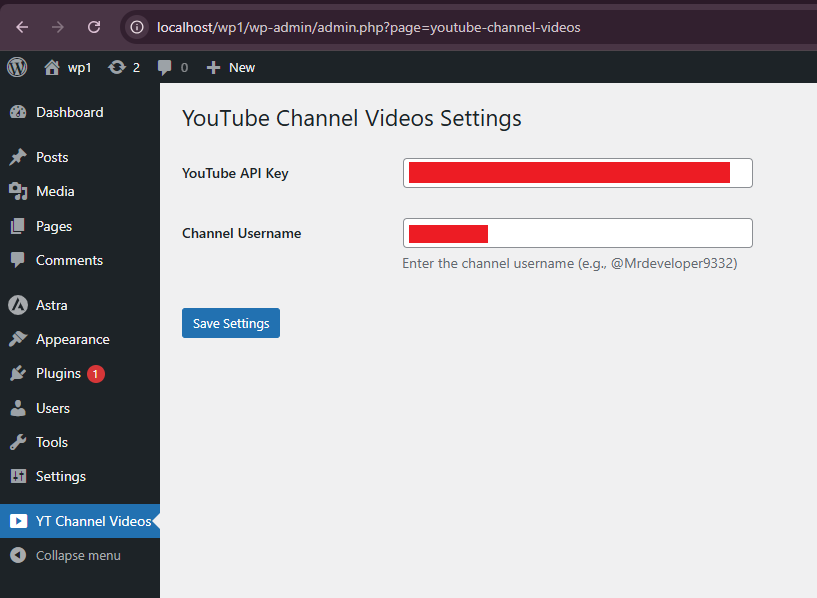 localhost/wp1/wp-admin/admin.php?page=youtube-channel-videos
wp1 2 0 New
Dashboard
Posts
Media
Pages
Comments
Astra
Appearance
Plugins 1
Users
Tools
Settings
YT Channel Videos
Collapse menu
YouTube Channel Videos Settings
YouTube API Key
Channel Username
Enter the channel username (e.g., @Mrdeveloper9332)
Save Settings